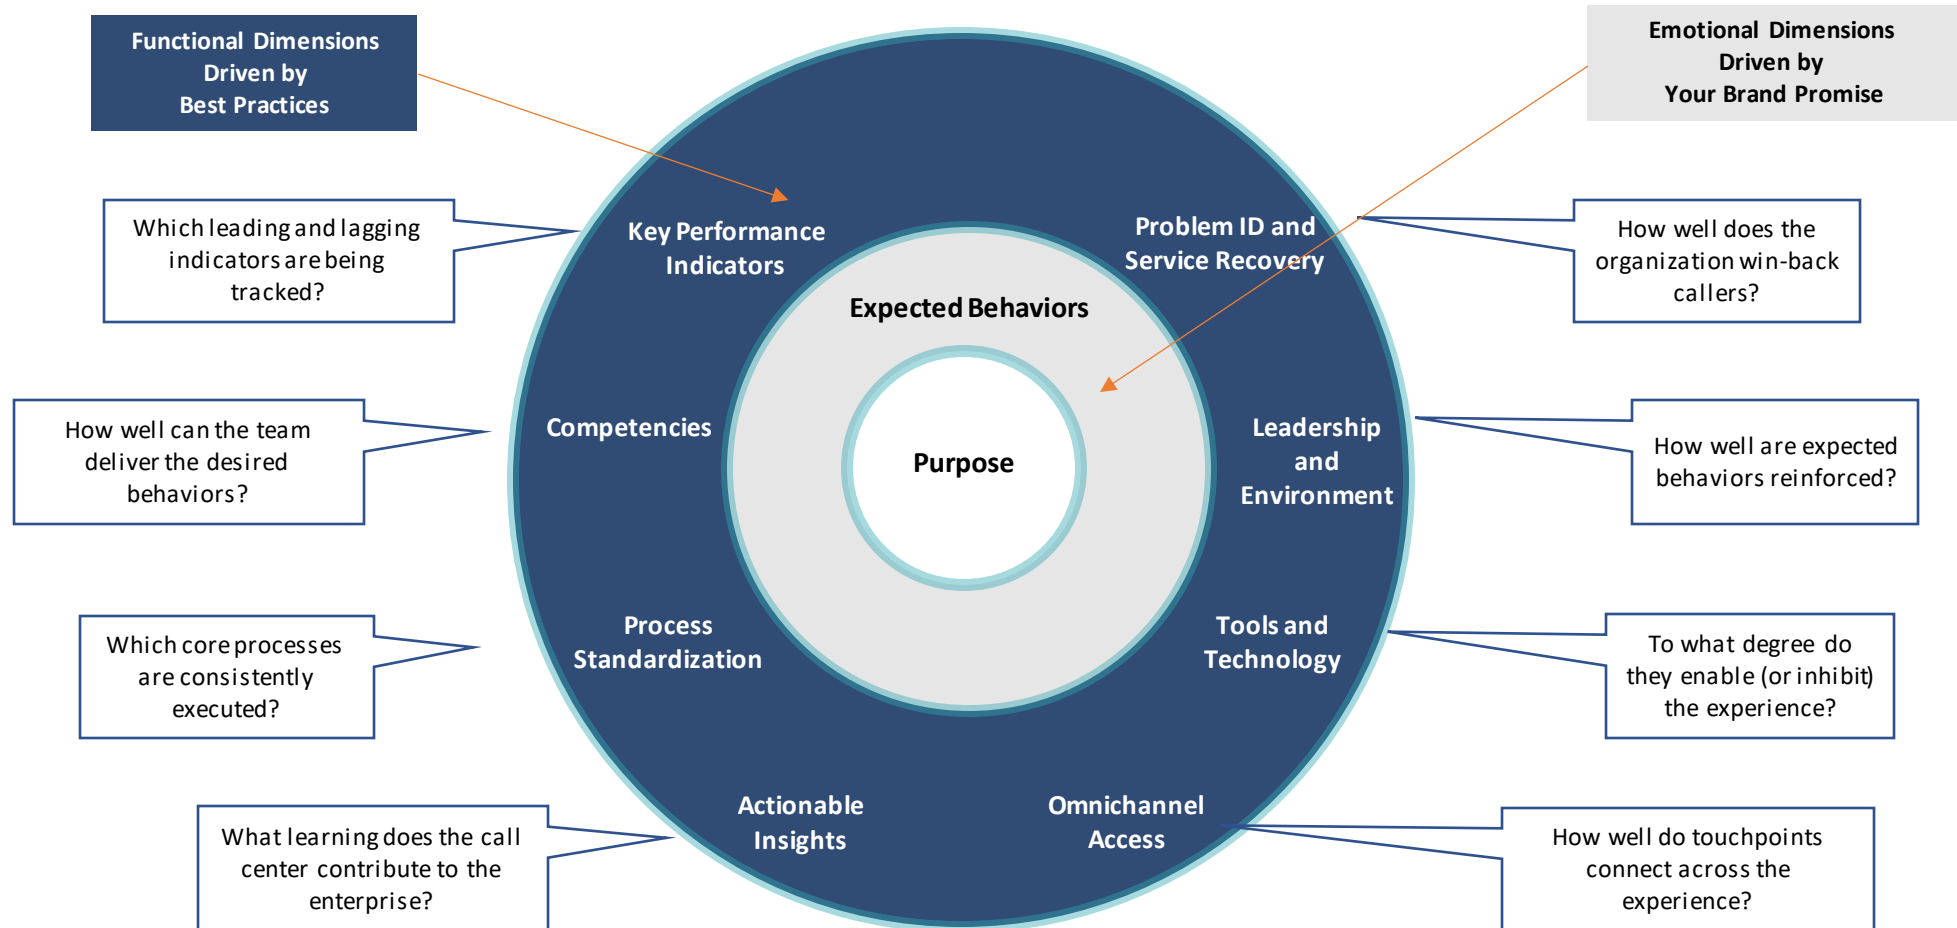 Functional Dimensions
Driven by
Best Practices
Emotional Dimensions
Driven by
Your Brand Promise
Which leading and lagging
indicators are being
tracked?
Key Performance
Indicators
Problem ID and
Service Recovery
How well does the
organization win-back
callers?
Expected Behaviors
How well can the team
deliver the desired
behaviors?
Competencies
Purpose
Leadership
and
Environment
How well are expected
behaviors reinforced?
Which core processes
are consistently
executed?
Process
Standardization
Tools and
Technology
To what degree do
they enable (or inhibit)
the experience?
What learning does the call
center contribute to the
enterprise?
Actionable
Insights
Omnichannel
Access
How well do touchpoints
connect across the
experience?